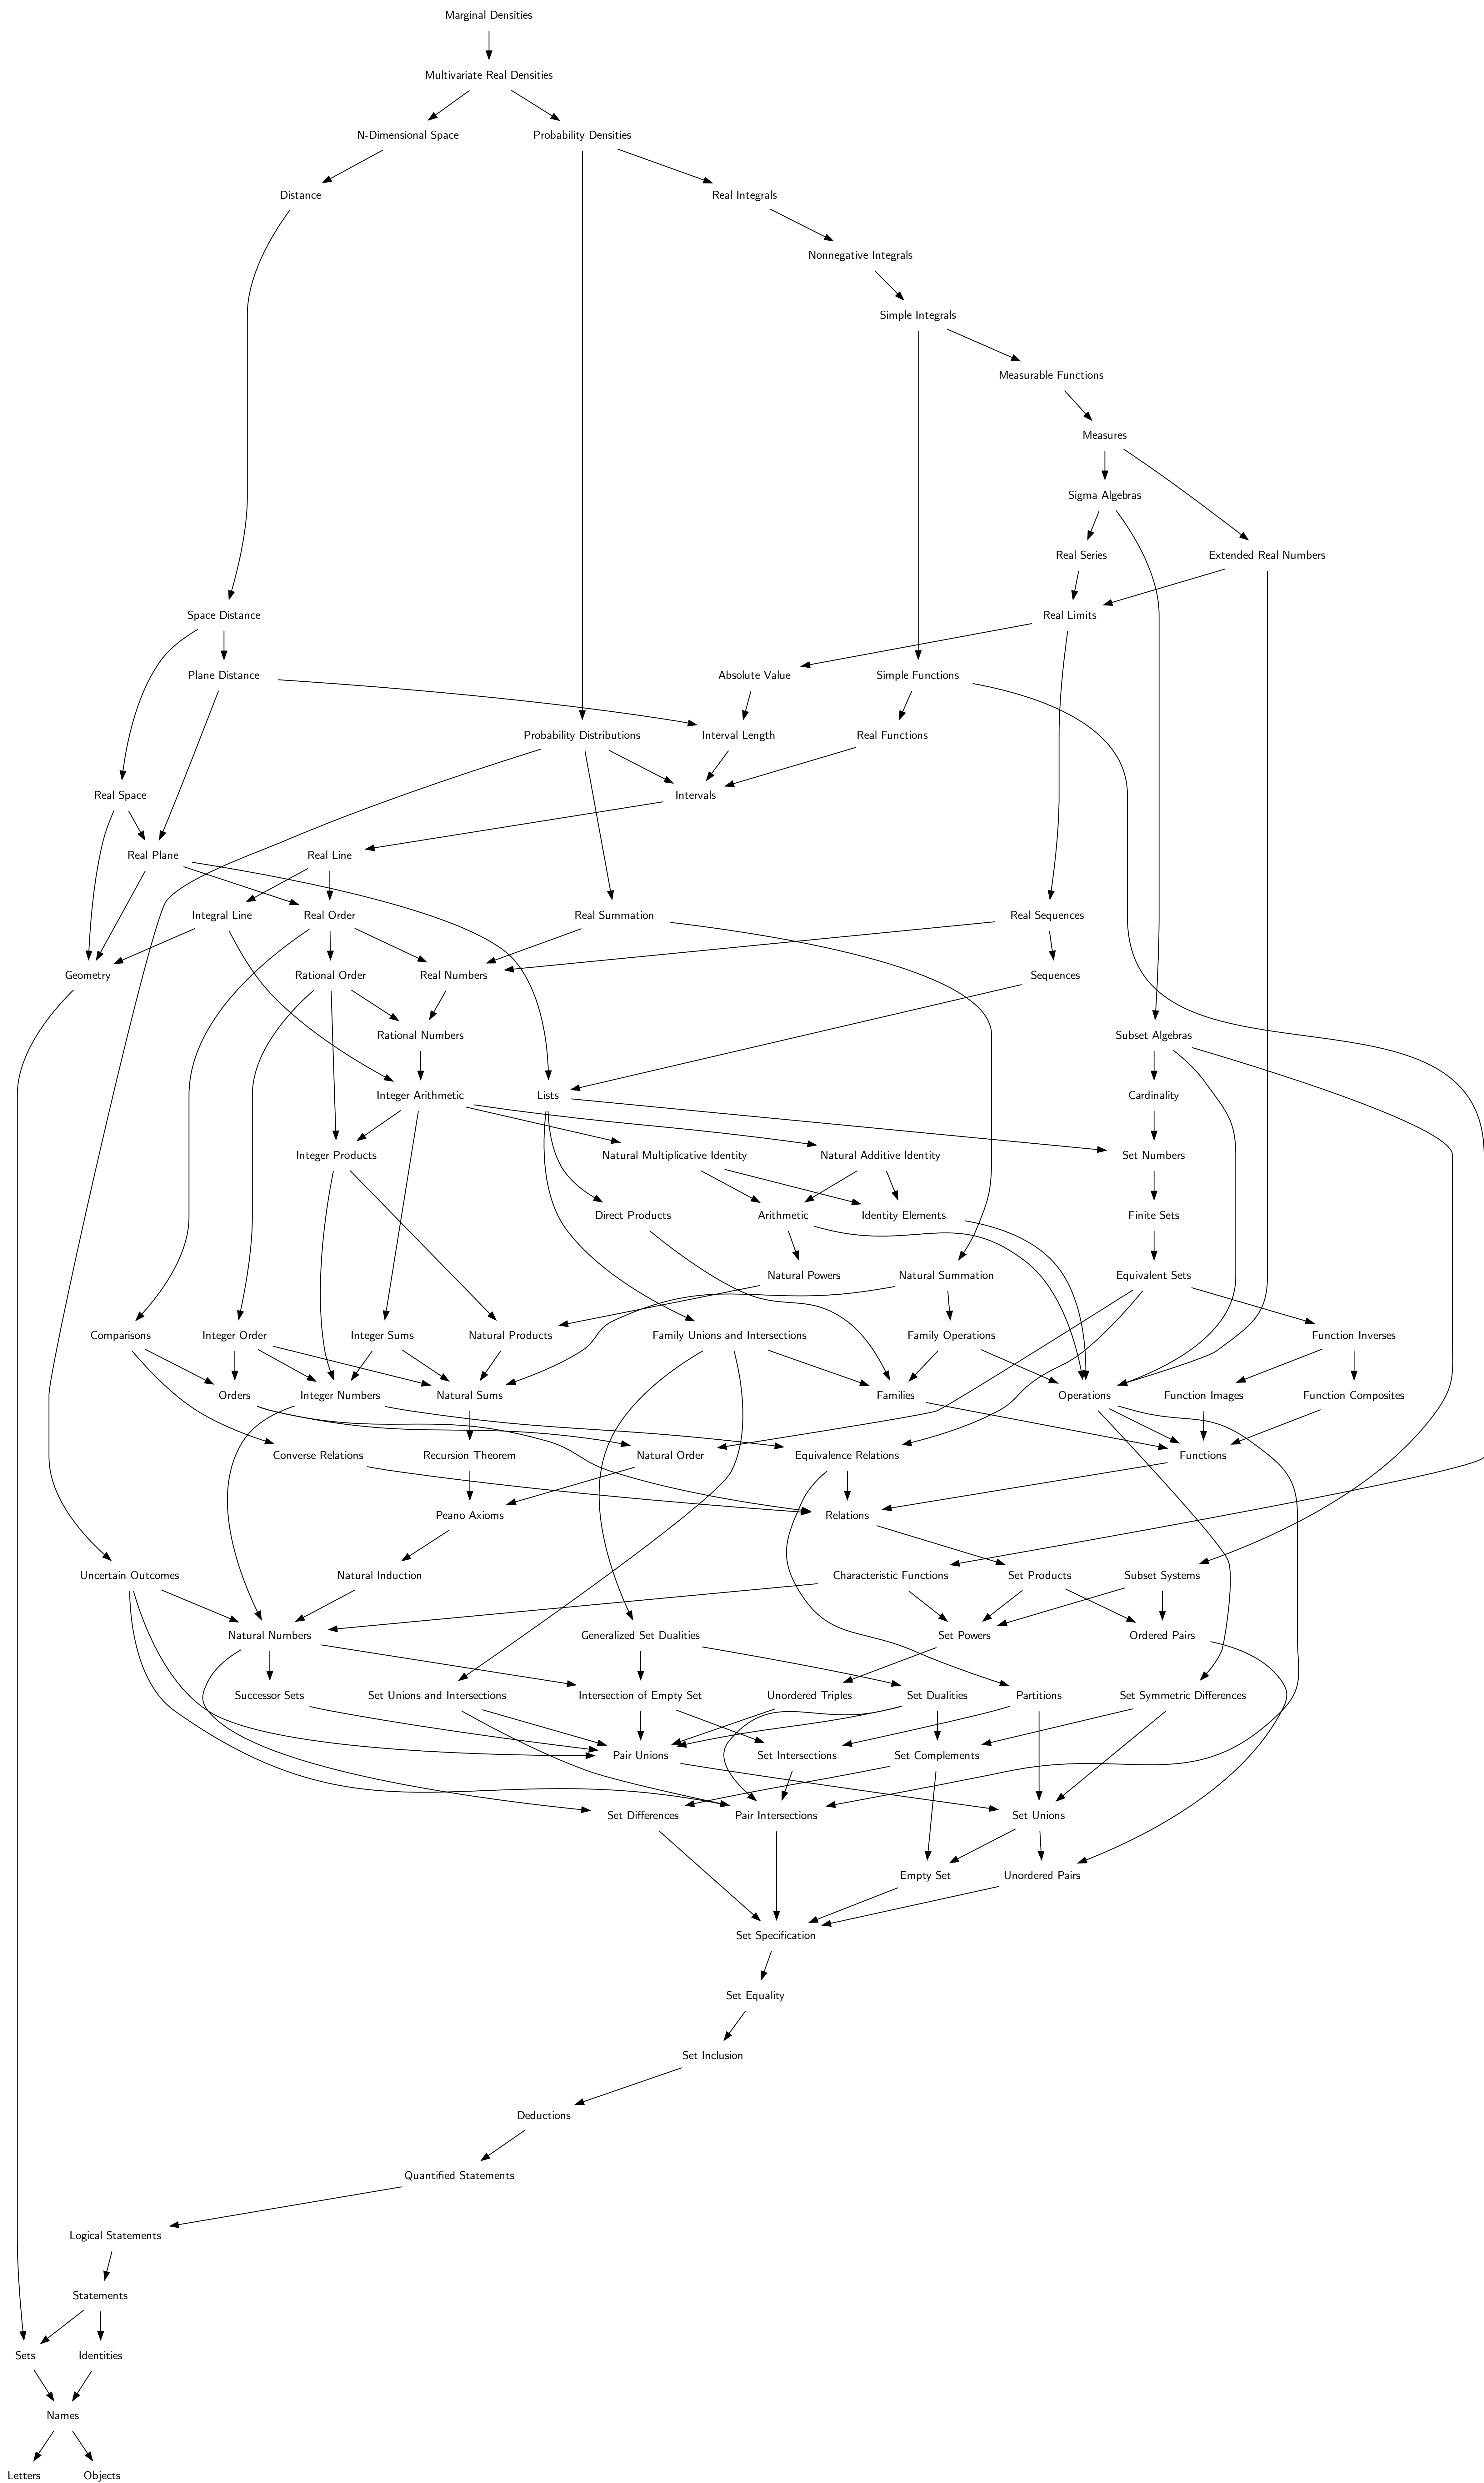 Marginal Densities
Multivariate Real Densities
N-Dimensional Space
Probability Densities
Distance
Real Integrals
Nonnegative Integrals
Simple Integrals
Measurable Functions
Measures
Sigma Algebras
Real Series
Extended Real Numbers
Space Distance
Real Limits
Plane Distance
Absolute Value
Simple Functions
Probability Distributions
Interval Length
Real Functions
Real Space
Intervals
Real Plane
Real Line
Integral Line
Real Order
Real Summation
Real Sequences
Geometry
Rational Order
Real Numbers
Sequences
Rational Numbers
Subset Algebras
Integer Arithmetic
Lists
Cardinality
Integer Products
Natural Multiplicative Identity
Natural Additive Identity
Set Numbers
Direct Products
Arithmetic
Identity Elements
Finite Sets
Natural Powers
Natural Summation
Equivalent Sets
Comparisons
Integer Order
Integer Sums
Natural Products
Family Unions and Intersections
Family Operations
Function Inverses
Orders
Integer Numbers
Natural Sums
Families
Operations
Function Images
Function Composites
Converse Relations
Recursion Theorem
Natural Order
Equivalence Relations
Functions
Peano Axioms
Relations
Uncertain Outcomes
Natural Induction
Characteristic Functions
Set Products
Subset Systems
Natural Numbers
Generalized Set Dualities
Set Powers
Ordered Pairs
Successor Sets
Set Unions and Intersections
Intersection of Empty Set
Unordered Triples
Set Dualities
Partitions
Set Symmetric Differences
Pair Unions
Set Intersections
Set Complements
Set Differences
Pair Intersections
Set Unions
Empty Set
Unordered Pairs
Set Specification
Set Equality
Set Inclusion
Deductions
Quantified Statements
Logical Statements
Statements
Sets
Identities
Names
Letters
Objects